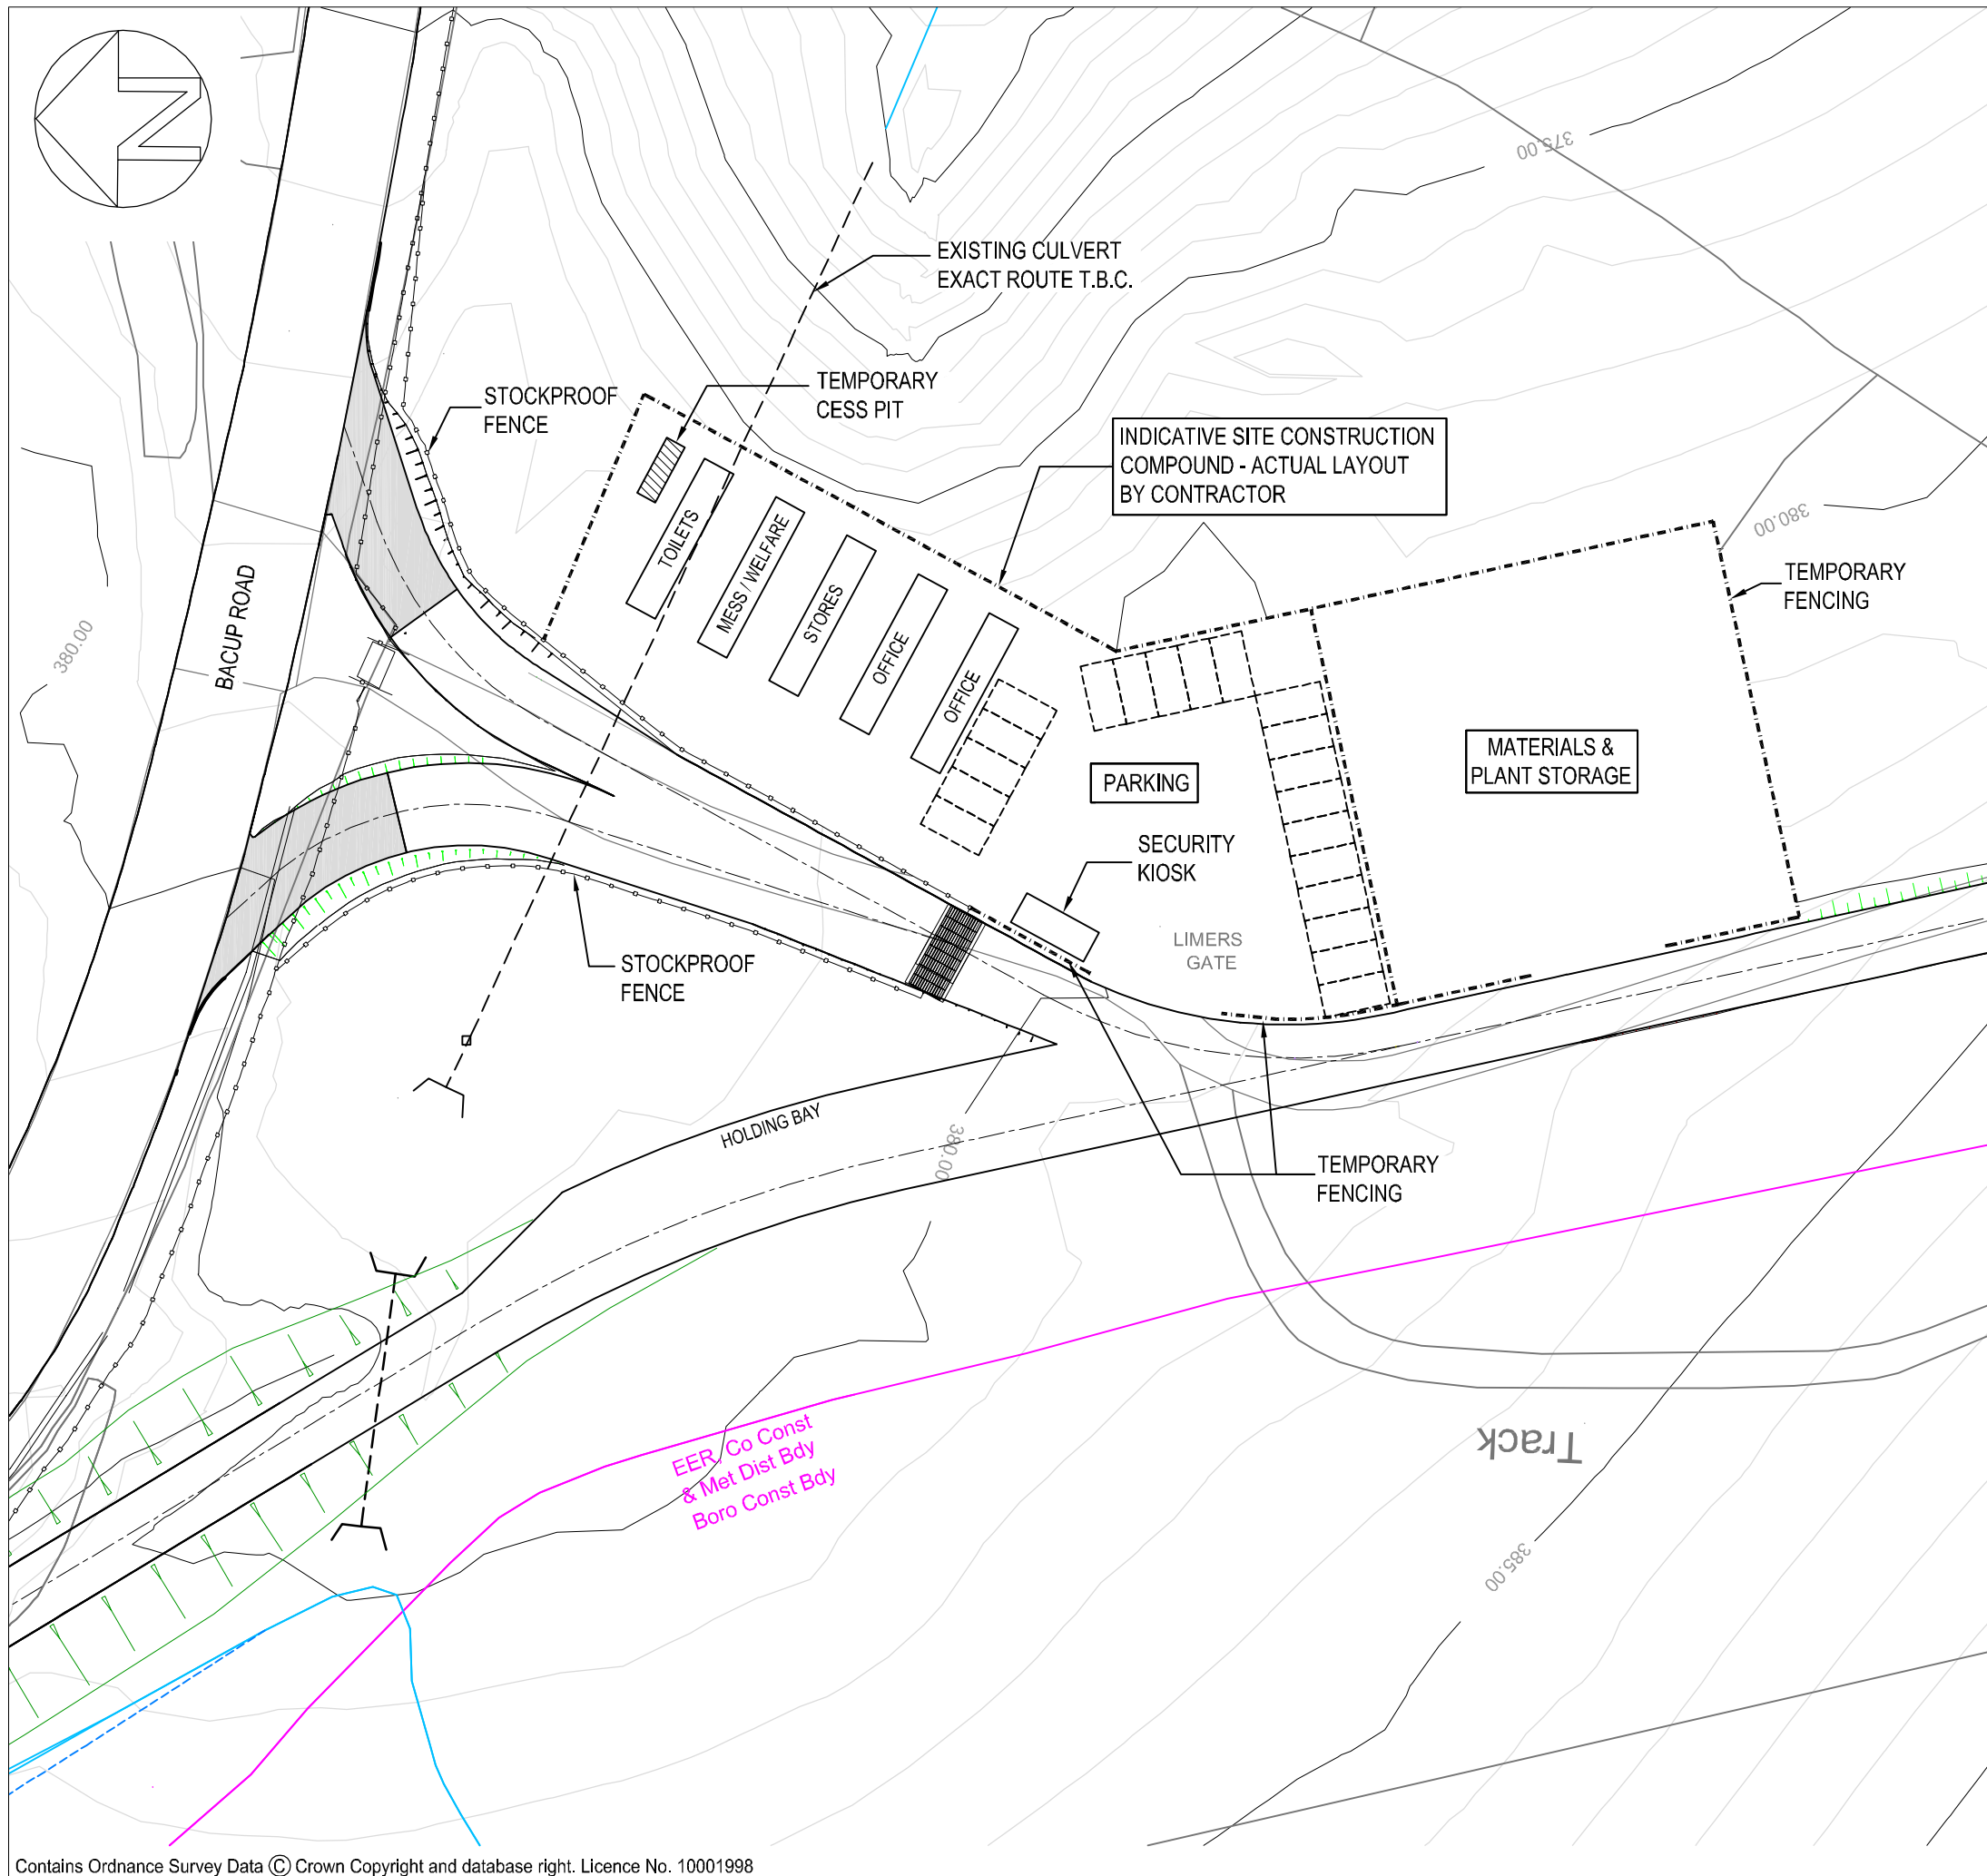 N
375.00
EXISTING CULVERT
EXACT ROUTE T.B.C.
TEMPORARY
CESS PIT
STOCKPROOF
FENCE
INDICATIVE SITE CONSTRUCTION
COMPOUND - ACTUAL LAYOUT
BY CONTRACTOR
380.00
TEMPORARY
FENCING
TOILETS
MESS / WELFARE
STORES
OFFICE
OFFICE
BACUP ROAD
380.00
MATERIALS &
PLANT STORAGE
PARKING
SECURITY
KIOSK
LIMERS
GATE
STOCKPROOF
FENCE
HOLDING BAY
380.00
TEMPORARY
FENCING
EER, Co Const
& Met Dist Bdy
Boro Const Bdy
Track
385.00
Contains Ordnance Survey Data © Crown Copyright and database right. Licence No. 10001998